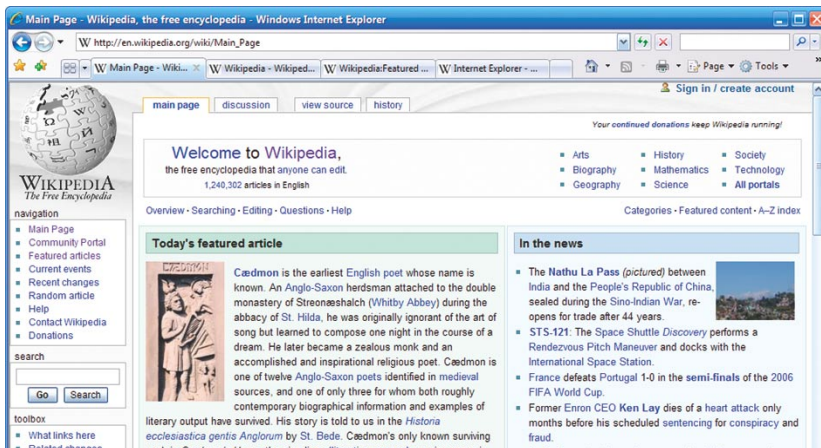 Main Page - Wikipedia, the free encyclopedia - Windows Internet Explorer
W http://en.wikipedia.org/wiki/Main_Page
W Main Page - Wiki... W Wikipedia - Wikiped... W Wikipedia:Featured ... W Internet Explorer - ... Page Tools
Sign in / create account
main page discussion view source history
Your continued donations keep Wikipedia running!
Welcome to Wikipedia,
the free encyclopedia that anyone can edit.
1,240,302 articles in English
Arts History Society
Biography Mathematics Technology
Geography Science All portals
WIKIPEDIA
The Free Encyclopedia
navigation
Main Page
Community Portal
Featured articles
Current events
Recent changes
Random article
Help
Contact Wikipedia
Donations
search
Go Search
toolbox
What links here
Related changes
Overview · Searching · Editing · Questions · Help
Categories · Featured content · A–Z index
Today's featured article
CÆDMON
Cædmon is the earliest English poet whose name is
known. An Anglo-Saxon herdsman attached to the double
monastery of Streonæshalch (Whitby Abbey) during the
abbacy of St. Hilda, he was originally ignorant of the art of
song but learned to compose one night in the course of a
dream. He later became a zealous monk and an
accomplished and inspirational religious poet. Cædmon is
one of twelve Anglo-Saxon poets identified in medieval
sources, and one of only three for whom both roughly
contemporary biographical information and examples of
literary output have survived. His story is told to us in the Historia
ecclesiastica gentis Anglorum by St. Bede. Cædmon's only known surviving
In the news
The Nathu La Pass (pictured) between
India and the People's Republic of China,
sealed during the Sino-Indian War, re-
opens for trade after 44 years.
STS-121: The Space Shuttle Discovery performs a
Rendezvous Pitch Maneuver and docks with the
International Space Station.
France defeats Portugal 1-0 in the semi-finals of the 2006
FIFA World Cup.
Former Enron CEO Ken Lay dies of a heart attack only
months before his scheduled sentencing for conspiracy and
fraud.